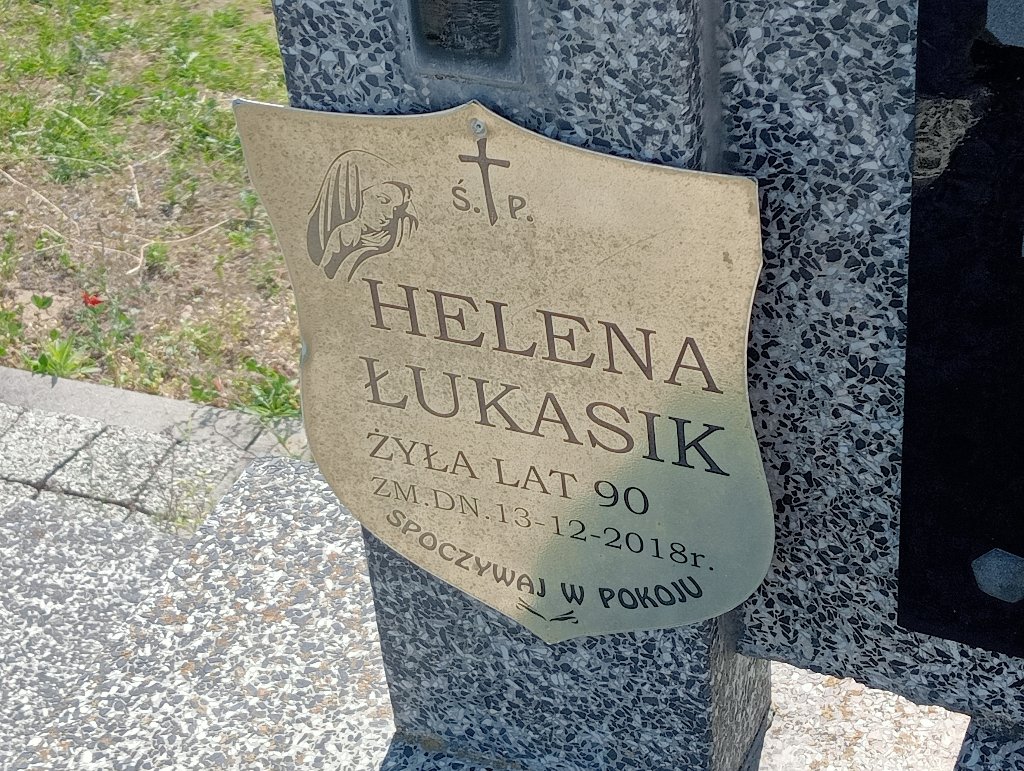 Ś. P.
HELENA
ŁUKASIK
ŻYŁA LAT 90
ZM.DN.13-12-2018r.
SPOCZYWAJ W POKOJU